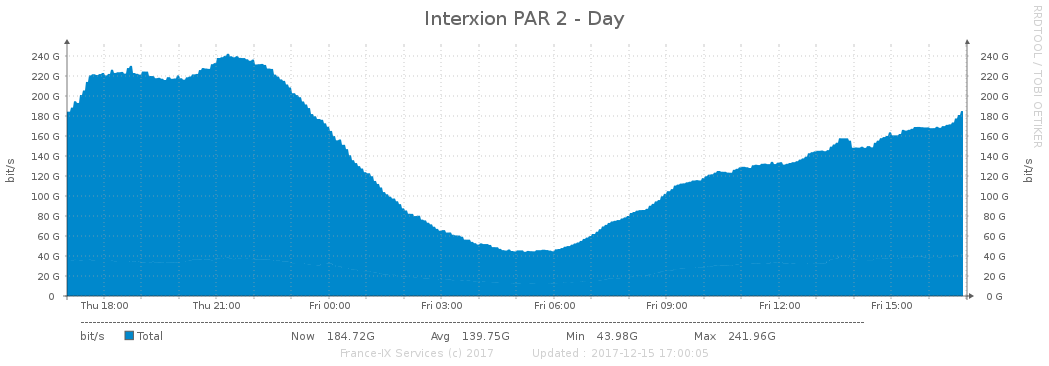 Interxion PAR 2 - Day
RRDTOOL / TOBI OETIKER
240 G 240 G
220 G 220 G
200 G 200 G
180 G 180 G
160 G 160 G
140 G 140 G
120 G 120 G
100 G 100 G
80 G 80 G
60 G 60 G
40 G 40 G
20 G 20 G
0 0 G
bit/s
bit/s
Thu 18:00 Thu 21:00 Fri 00:00 Fri 03:00 Fri 06:00 Fri 09:00 Fri 12:00 Fri 15:00
bit/s Total Now 184.72G Avg 139.75G Min 43.98G Max 241.96G
France-IX Services (c) 2017 Updated : 2017-12-15 17:00:05